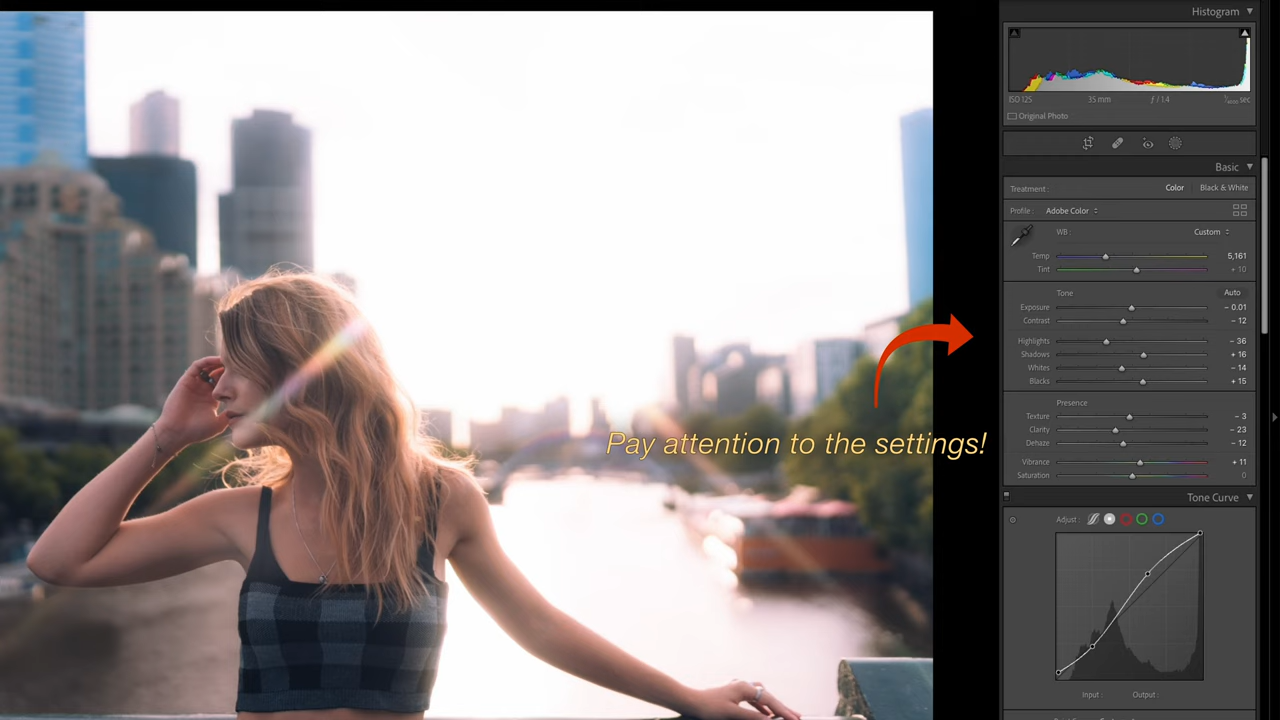 Histogram
ISO 125 35 mm ƒ / 1.4 sec
Original Photo
Basic
Treatment : Color Black & White
Profile : Adobe Color
WB : Custom
Temp 5,161
Tint + 10
Tone Auto
Exposure − 0.01
Contrast − 12
Highlights − 36
Shadows + 16
Whites − 14
Blacks + 15
Presence
Texture − 3
Clarity − 23
Dehaze − 12
Vibrance + 11
Saturation 0
Pay attention to the settings!
Tone Curve
Adjust :
Input : Output :